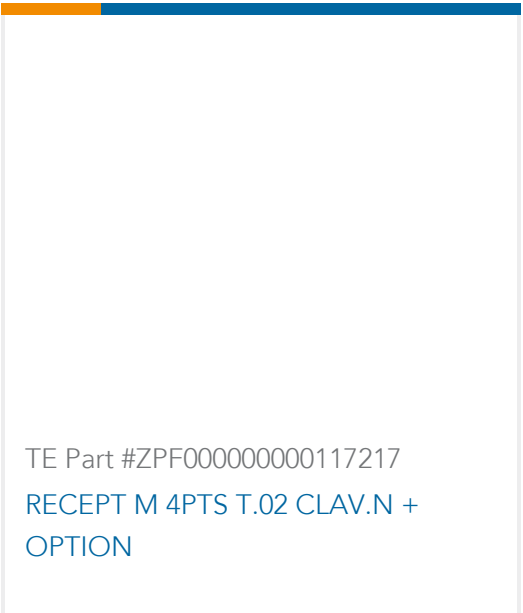 TE Part #ZPF000000000117217
RECEPT M 4PTS T.02 CLAV.N +
OPTION